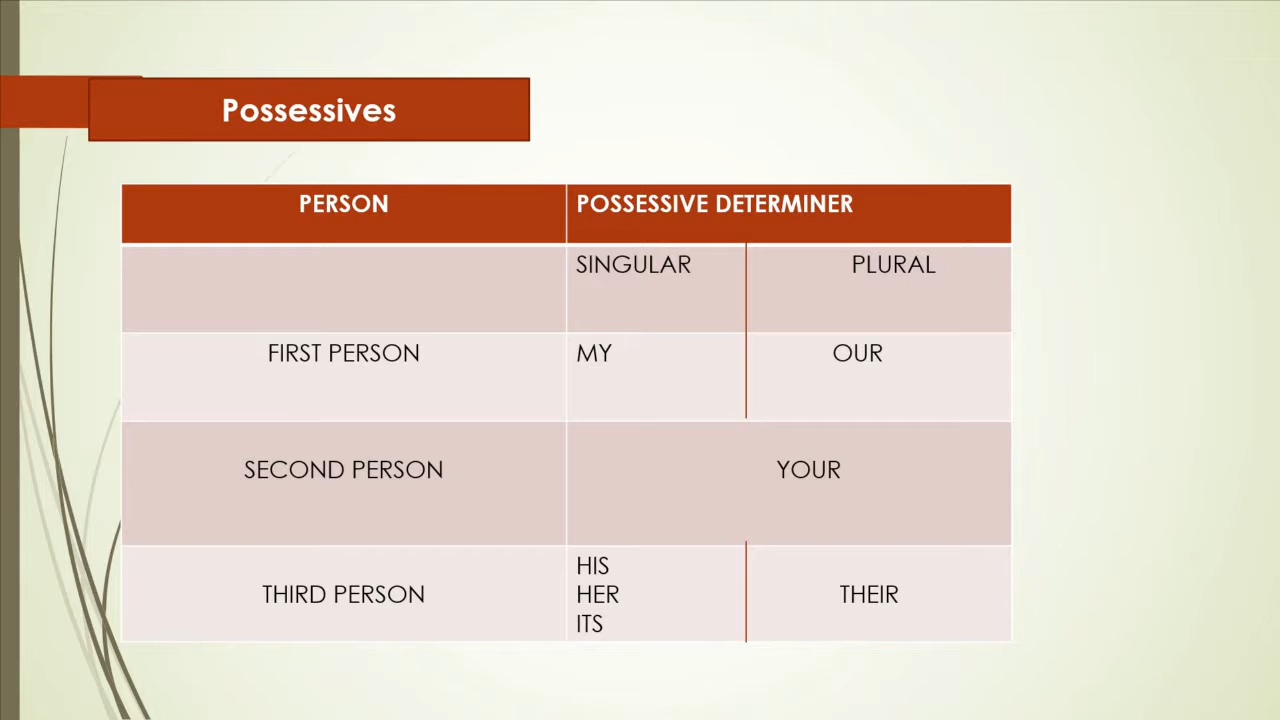 Possessives
PERSON POSSESSIVE DETERMINER
SINGULAR PLURAL
FIRST PERSON MY OUR
SECOND PERSON YOUR
HIS
THIRD PERSON HER THEIR
ITS